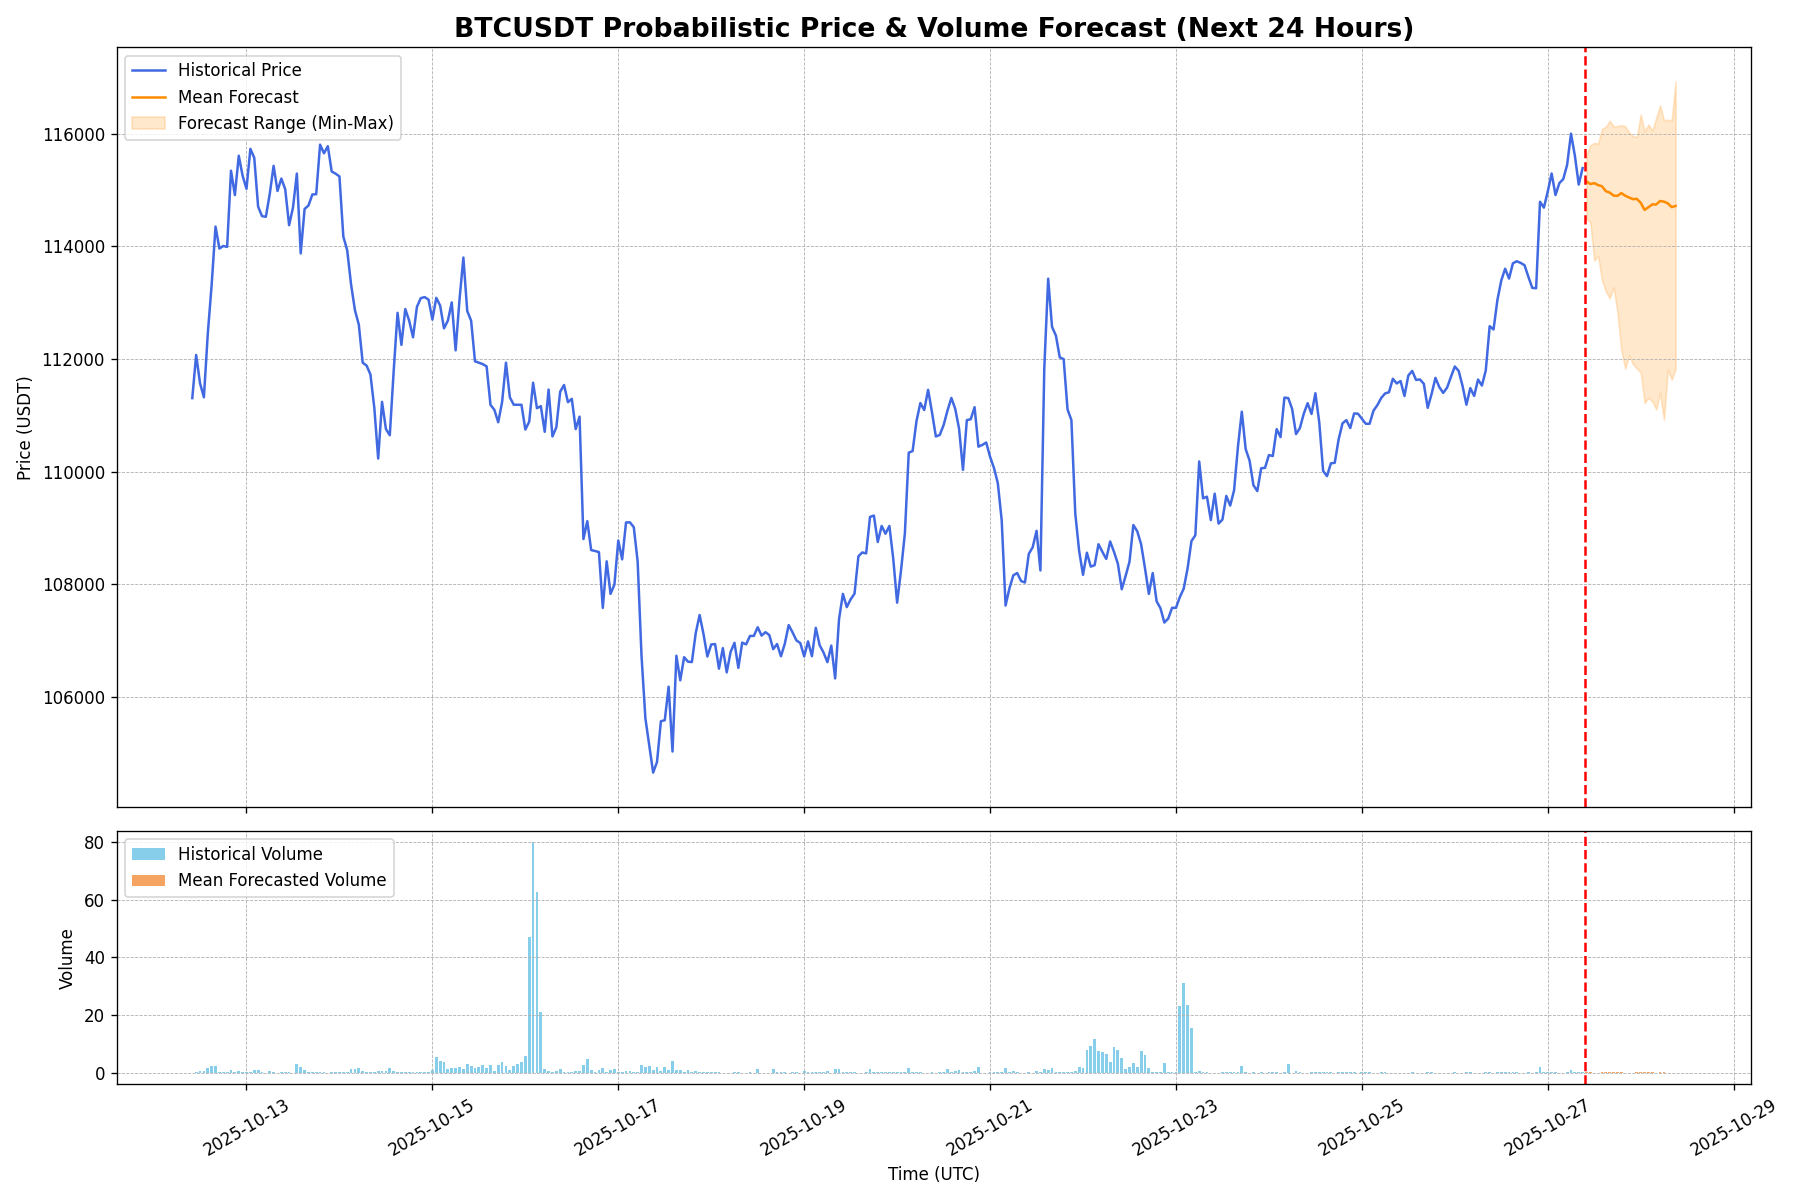 BTCUSDT Probabilistic Price & Volume Forecast (Next 24 Hours)
Historical Price
Mean Forecast
Forecast Range (Min-Max)
116000
114000
112000
110000
108000
106000
Price (USDT)
Historical Volume
Mean Forecasted Volume
80
60
40
20
0
Volume
2025-10-13
2025-10-15
2025-10-17
2025-10-19
2025-10-21
2025-10-23
2025-10-25
2025-10-27
2025-10-29
Time (UTC)